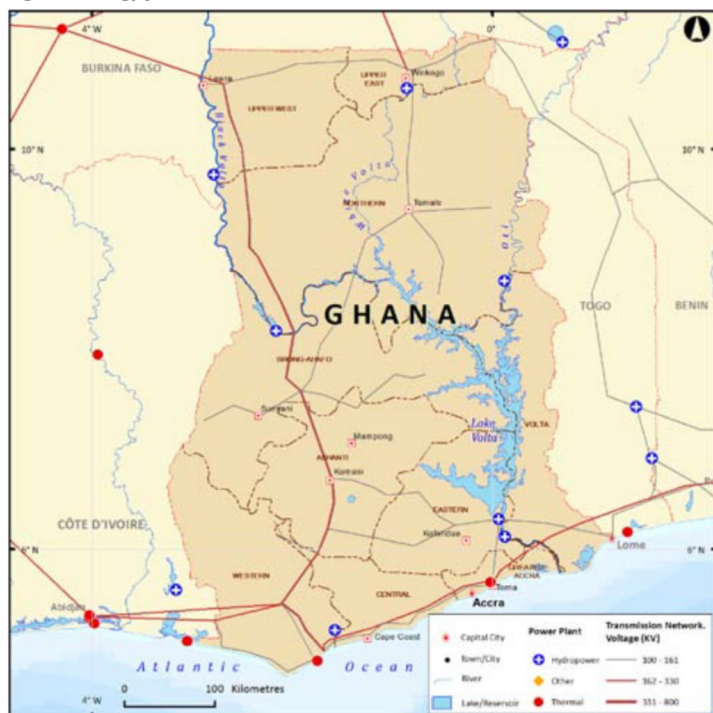 4° W
0°
BURKINA FASO
UPPER EAST
Winkogo
Lawra
UPPER WEST
Black Volta
10° N
10° N
White Volta
NORTHERN
Tamale
Oti
GHANA
TOGO
BENIN
BRONG-AHAFO
Sunyani
Lake Volta
VOLTA
Mampong
ASHANTI
Kumasi
EASTERN
CÔTE D'IVOIRE
Koforidua
Lome
6° N
6° N
WESTERN
GREATER ACCRA
CENTRAL
Tema
Abidjan
Accra
Cape Coast
Atlantic Ocean
4° W
0 100 Kilometres
Capital City
Town/City
River
Lake/Reservoir
Power Plant
Hydropower
Other
Thermal
Transmission Network.
Voltage (KV)
100 - 161
162 - 330
331 - 800